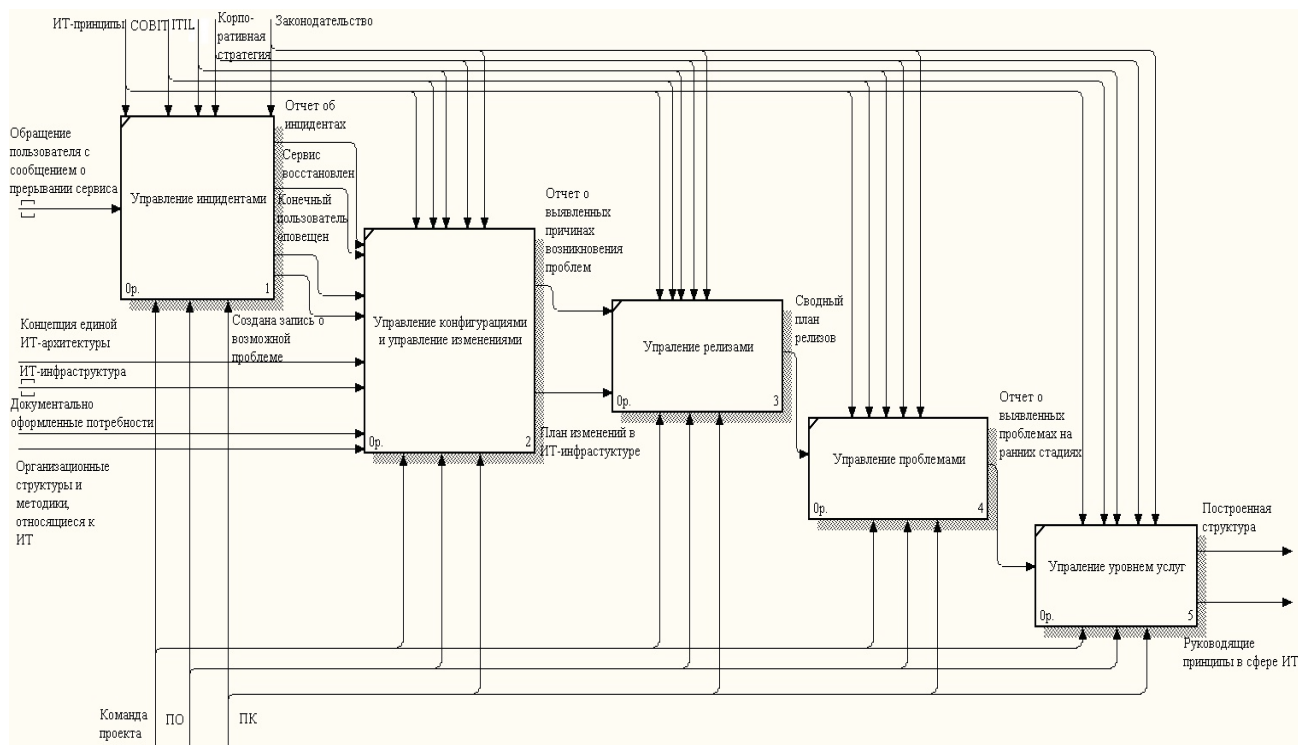 ИТ-принципы
COBIT
ITIL
Корпо-
ративная
стратегия
Законодательство
Обращение
пользователя с
сообщением о
прерывании сервиса
Управление инцидентами
0р.
1
Отчет об
инцидентах
Сервис
восстановлен
Конечный
пользователь
оповещен
Создана запись о
возможной
проблеме
Концепция единой
ИТ-архитектуры
ИТ-инфраструктура
Документально
оформленные потребности
Организационные
структуры и
методики,
относящиеся к
ИТ
Управление конфигурациями
и управление изменениями
0р.
2
Отчет о
выявленных
причинах
возникновения
проблем
План изменений в
ИТ-инфрастуктуре
Упраление релизами
0р.
3
Сводный
план
релизов
Управление проблемами
0р.
4
Отчет о
выявленных
проблемах на
ранних стадиях
Упраление уровнем услуг
0р.
5
Построенная
структура
Руководящие
принципы в сфере ИТ
Команда
проекта
ПО
ПК